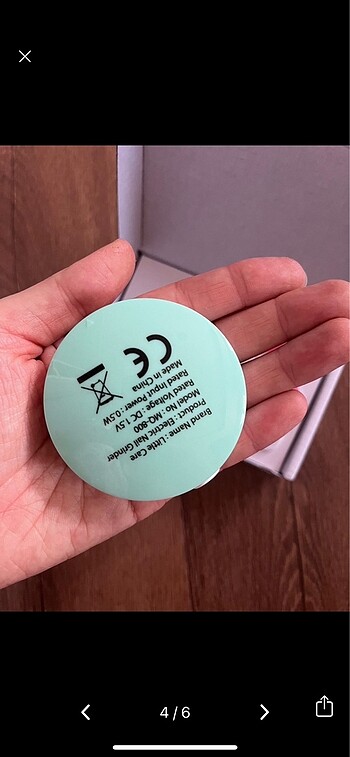 Brand Name : Little Care
Product : Electric Nail Grinder
Model No : MQ-800
Rated Voltage : DC 1.5V
Rated Input Power : 0.5W
Made in China
CE
4 / 6